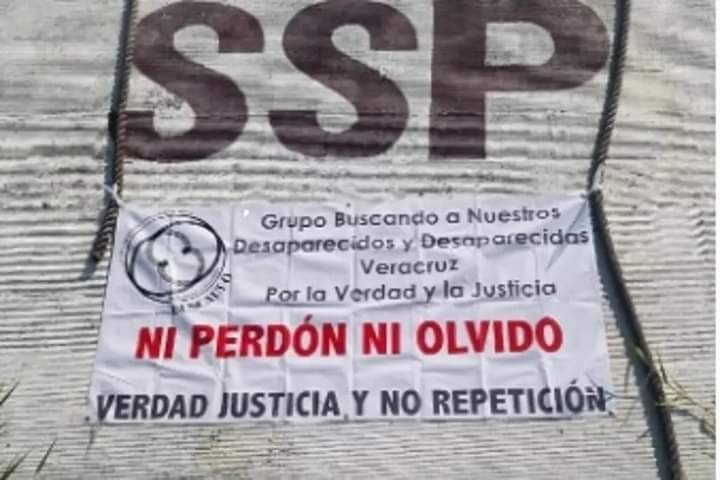 SSP
Grupo Buscando a Nuestros
Desaparecidos y Desaparecidas
Veracruz
Por la Verdad y la Justicia
NI PERDÓN NI OLVIDO
VERDAD JUSTICIA Y NO REPETICIÓN